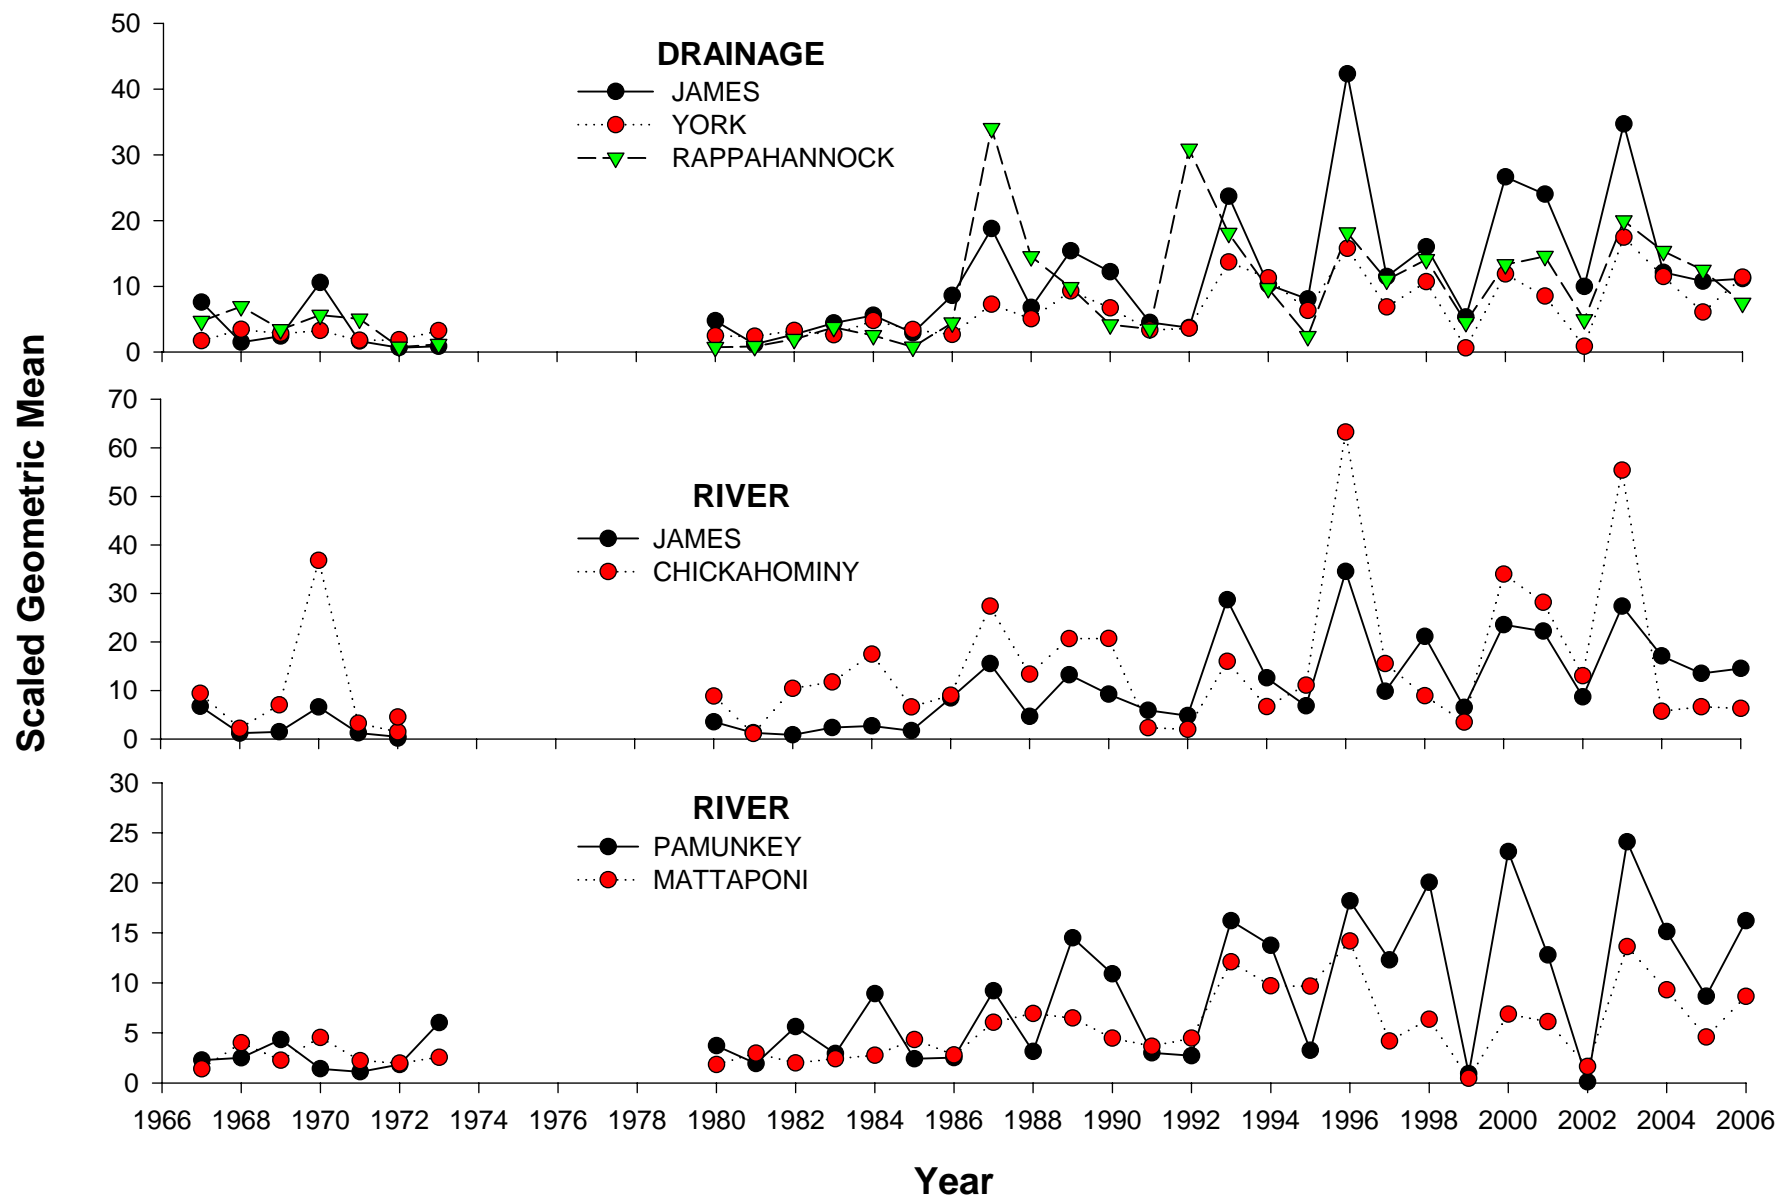 Scaled Geometric Mean
50
40
30
20
10
0
DRAINAGE
JAMES
YORK
RAPPAHANNOCK
70
60
50
40
30
20
10
0
RIVER
JAMES
CHICKAHOMINY
30
25
20
15
10
5
0
RIVER
PAMUNKEY
MATTAPONI
1966 1968 1970 1972 1974 1976 1978 1980 1982 1984 1986 1988 1990 1992 1994 1996 1998 2000 2002 2004 2006
Year